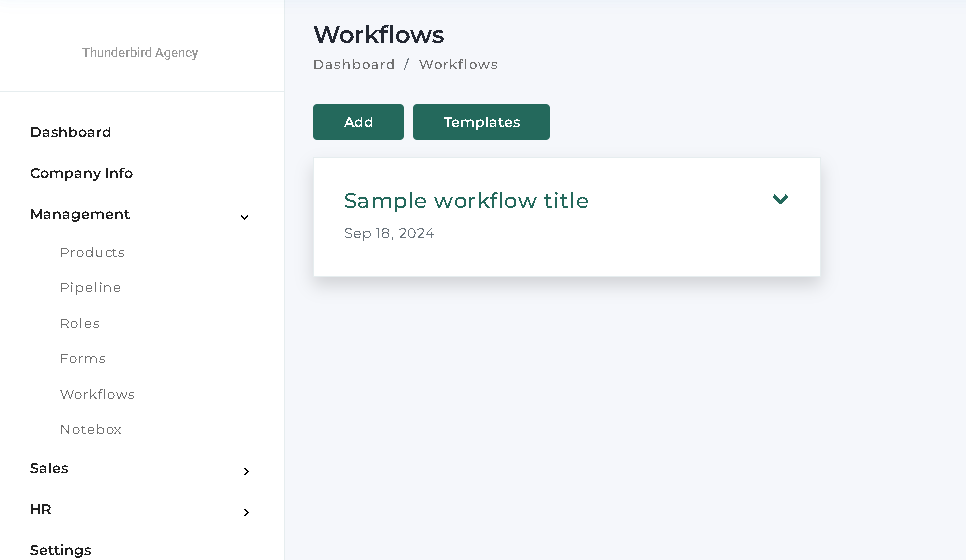 Thunderbird Agency
Dashboard
Company Info
Management
Products
Pipeline
Roles
Forms
Workflows
Notebox
Sales
HR
Settings
Workflows
Dashboard / Workflows
Add
Templates
Sample workflow title
Sep 18, 2024